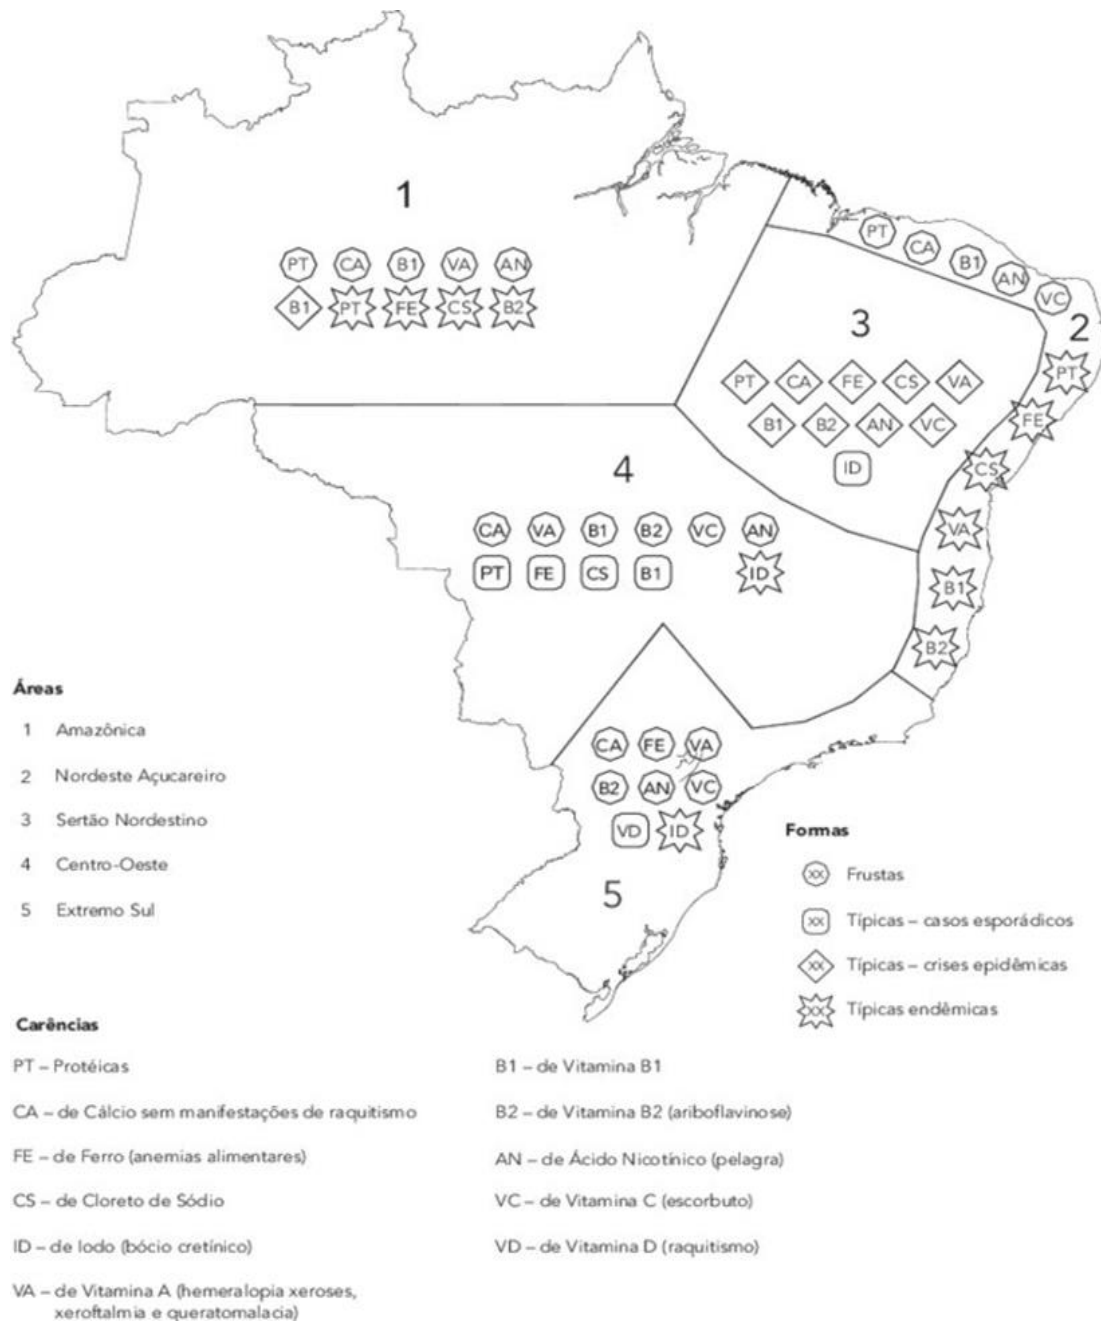 1
PT CA B1 VA AN
B1 PT FE CS B2
PT
CA
B1
AN
VC
2
PT
FE
CS
VA
B1
B2
3
PT CA FE CS VA
B1 B2 AN VC
ID
4
CA VA B1 B2 VC AN
PT FE CS B1 ID
CA FE VA
B2 AN VC
VD ID
5
Áreas
1 Amazônica
2 Nordeste Açucareiro
3 Sertão Nordestino
4 Centro-Oeste
5 Extremo Sul
Formas
xx Frustas
xx Típicas – casos esporádicos
xx Típicas – crises epidêmicas
xx Típicas endêmicas
Carências
PT – Protéicas
CA – de Cálcio sem manifestações de raquitismo
FE – de Ferro (anemias alimentares)
CS – de Cloreto de Sódio
ID – de Iodo (bócio cretínico)
VA – de Vitamina A (hemeralopia xeroses,
xeroftalmia e queratomalacia)
B1 – de Vitamina B1
B2 – de Vitamina B2 (ariboflavinose)
AN – de Ácido Nicotínico (pelagra)
VC – de Vitamina C (escorbuto)
VD – de Vitamina D (raquitismo)